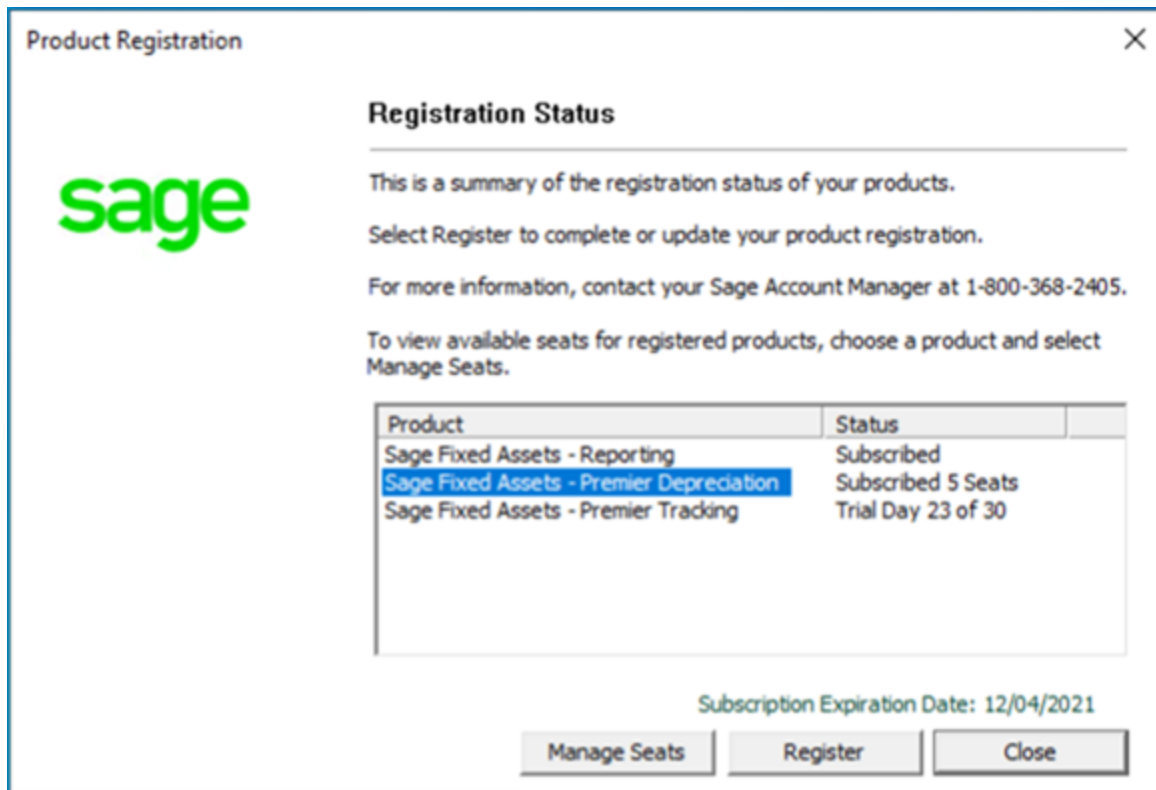 Product Registration
Registration Status
sage
This is a summary of the registration status of your products.
Select Register to complete or update your product registration.
For more information, contact your Sage Account Manager at 1-800-368-2405.
To view available seats for registered products, choose a product and select
Manage Seats.
Product Status
Sage Fixed Assets - Reporting Subscribed
Sage Fixed Assets - Premier Depreciation Subscribed 5 Seats
Sage Fixed Assets - Premier Tracking Trial Day 23 of 30
Subscription Expiration Date: 12/04/2021
Manage Seats Register Close